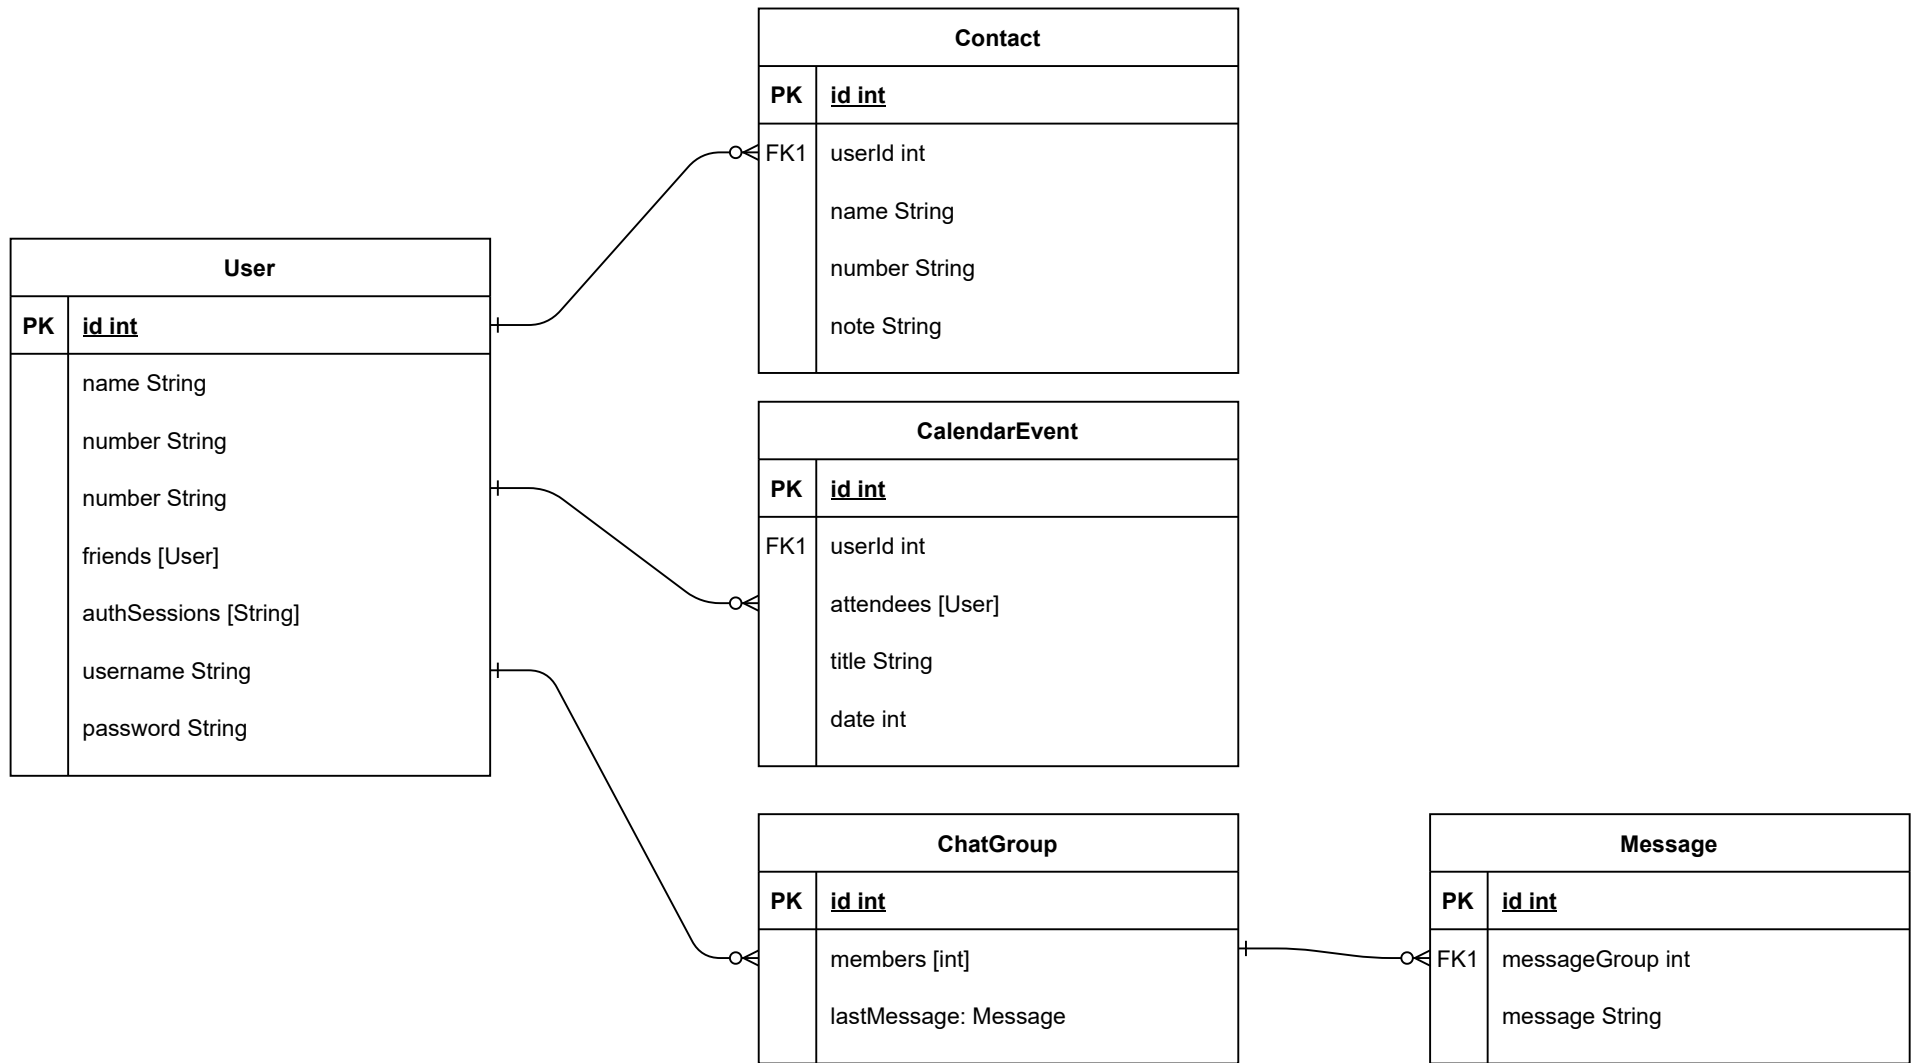 Contact
PK id int
FK1 userId int
name String
number String
note String
User
PK id int
name String
number String
number String
friends [User]
authSessions [String]
username String
password String
CalendarEvent
PK id int
FK1 userId int
attendees [User]
title String
date int
ChatGroup
PK id int
members [int]
lastMessage: Message
Message
PK id int
FK1 messageGroup int
message String